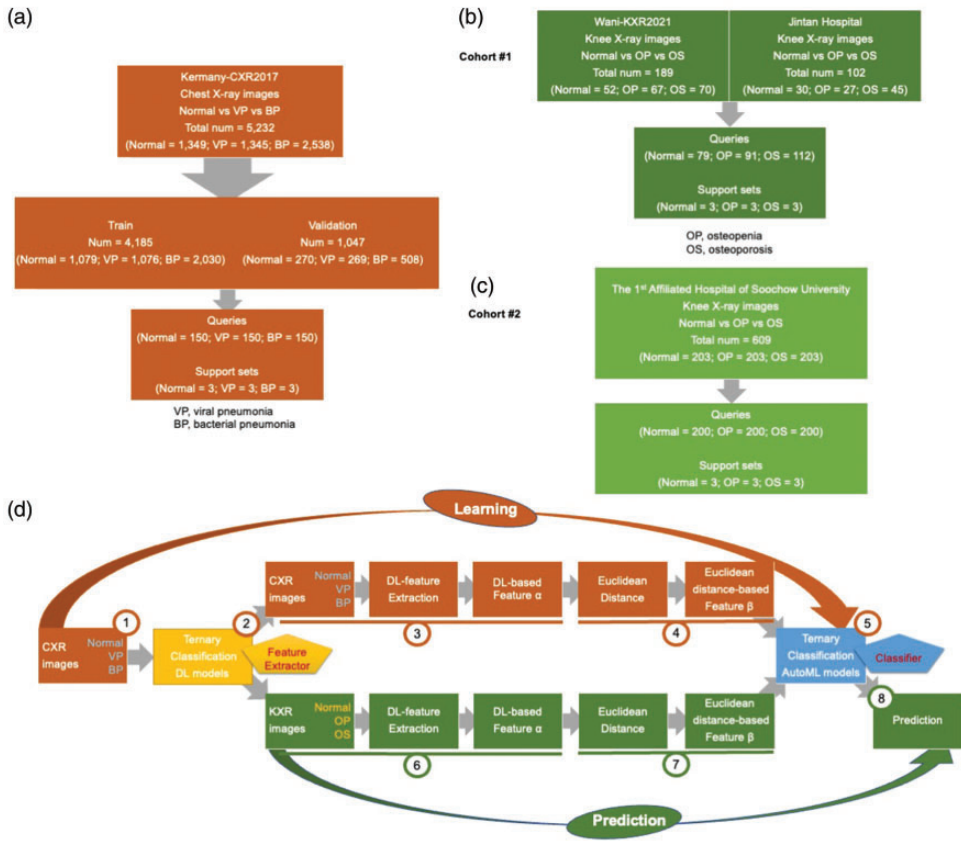 (a)
Kermany-CXR2017
Chest X-ray images
Normal vs VP vs BP
Total num = 5,232
(Normal = 1,349; VP = 1,345; BP = 2,538)
Train
Num = 4,185
(Normal = 1,079; VP = 1,076; BP = 2,030)
Validation
Num = 1,047
(Normal = 270; VP = 269; BP = 508)
Queries
(Normal = 150; VP = 150; BP = 150)
Support sets
(Normal = 3; VP = 3; BP = 3)
VP, viral pneumonia
BP, bacterial pneumonia
(b)
Cohort #1
Wani-KXR2021
Knee X-ray images
Normal vs OP vs OS
Total num = 189
(Normal = 52; OP = 67; OS = 70)
Jintan Hospital
Knee X-ray images
Normal vs OP vs OS
Total num = 102
(Normal = 30; OP = 27; OS = 45)
Queries
(Normal = 79; OP = 91; OS = 112)
Support sets
(Normal = 3; OP = 3; OS = 3)
OP, osteopenia
OS, osteoporosis
(c)
Cohort #2
The 1st Affiliated Hospital of Soochow University
Knee X-ray images
Normal vs OP vs OS
Total num = 609
(Normal = 203; OP = 203; OS = 203)
Queries
(Normal = 200; OP = 200; OS = 200)
Support sets
(Normal = 3; OP = 3; OS = 3)
(d)
Learning
1
CXR
images
Normal
VP
BP
2
Ternary
Classification
DL models
Feature
Extractor
CXR
images
Normal
VP
BP
DL-feature
Extraction
DL-based
Feature α
3
Euclidean
Distance
Euclidean
distance-based
Feature β
4
5
Ternary
Classification
AutoML models
Classifier
KXR
images
Normal
OP
OS
DL-feature
Extraction
DL-based
Feature α
6
Euclidean
Distance
Euclidean
distance-based
Feature β
7
8
Prediction
Prediction